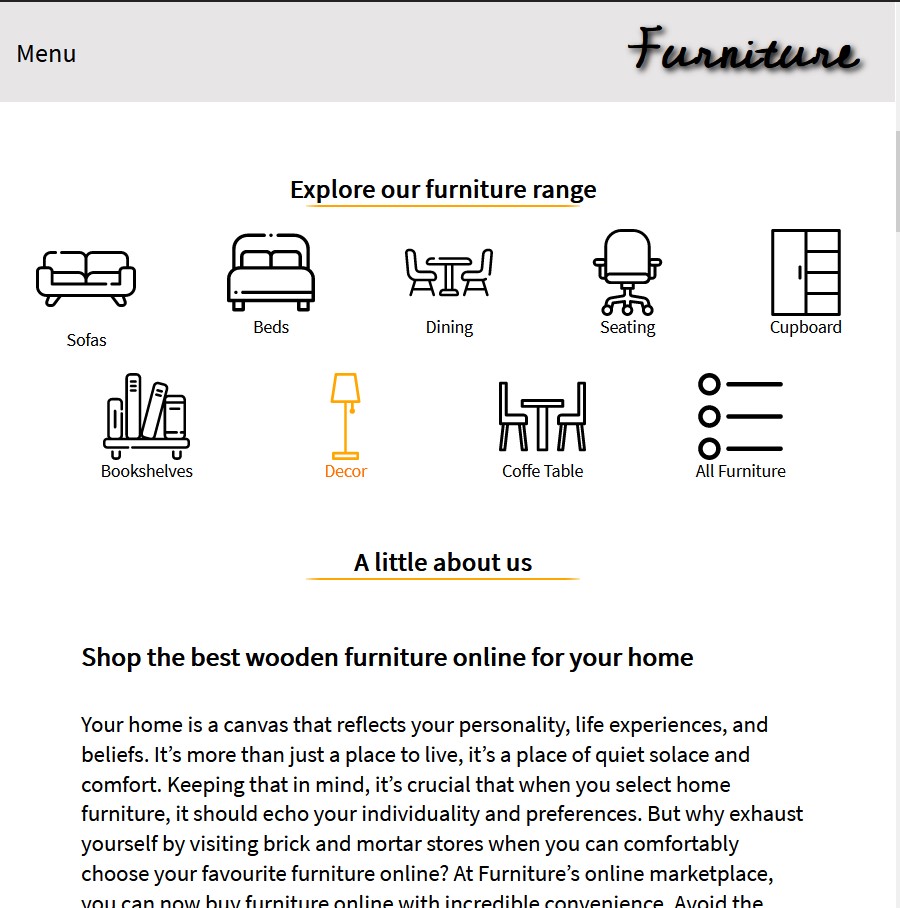 Menu
Furniture
Explore our furniture range
Sofas
Beds
Dining
Seating
Cupboard
Bookshelves
Decor
Coffe Table
All Furniture
A little about us
Shop the best wooden furniture online for your home
Your home is a canvas that reflects your personality, life experiences, and
beliefs. It’s more than just a place to live, it’s a place of quiet solace and
comfort. Keeping that in mind, it’s crucial that when you select home
furniture, it should echo your individuality and preferences. But why exhaust
yourself by visiting brick and mortar stores when you can comfortably
choose your favourite furniture online? At Furniture’s online marketplace,
you can now buy furniture online with incredible convenience. Avoid the